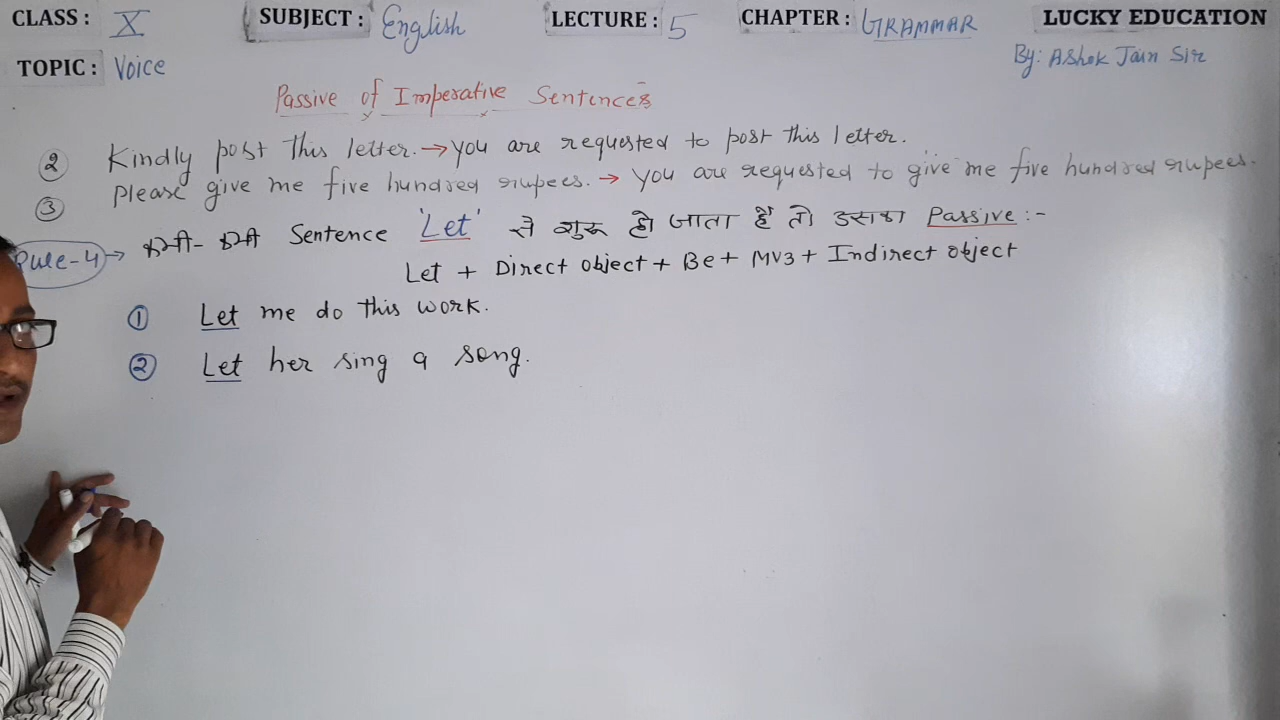 CLASS : X SUBJECT : English LECTURE : 5 CHAPTER : GRAMMAR LUCKY EDUCATION
TOPIC : Voice By: Ashok Jain Sir
Passive of Imperative Sentences
② Kindly post this letter. → you are requested to post this letter.
③ Please give me five hundred rupees. → you are requested to give me five hundred rupees.
Rule-4 → कभी-कभी Sentence 'Let' से शुरू हो जाता है तो उसका Passive :-
Let + Direct object + Be + MV3 + Indirect object
① Let me do this work.
② Let her sing a song.